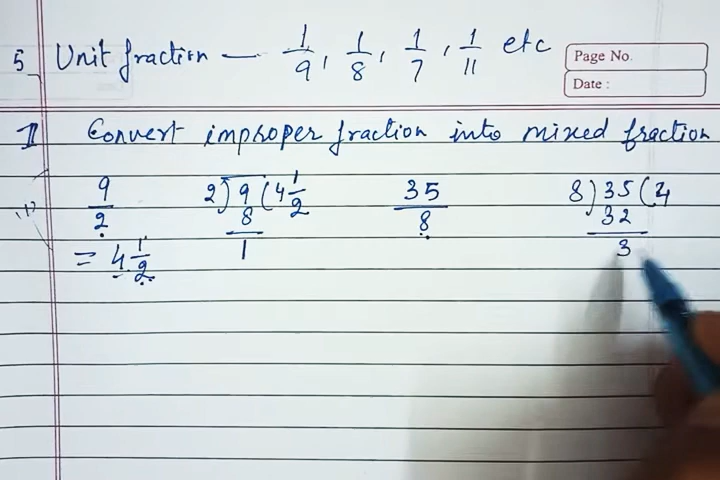 5 Unit fraction — 1/9, 1/8, 1/7, 1/11 etc
Page No.
Date :
II Convert improper fraction into mixed fraction
(1) 9/2 2) 9 (4 1/2 35/8 8) 35 (4
8 32
= 4 1/2 1 3